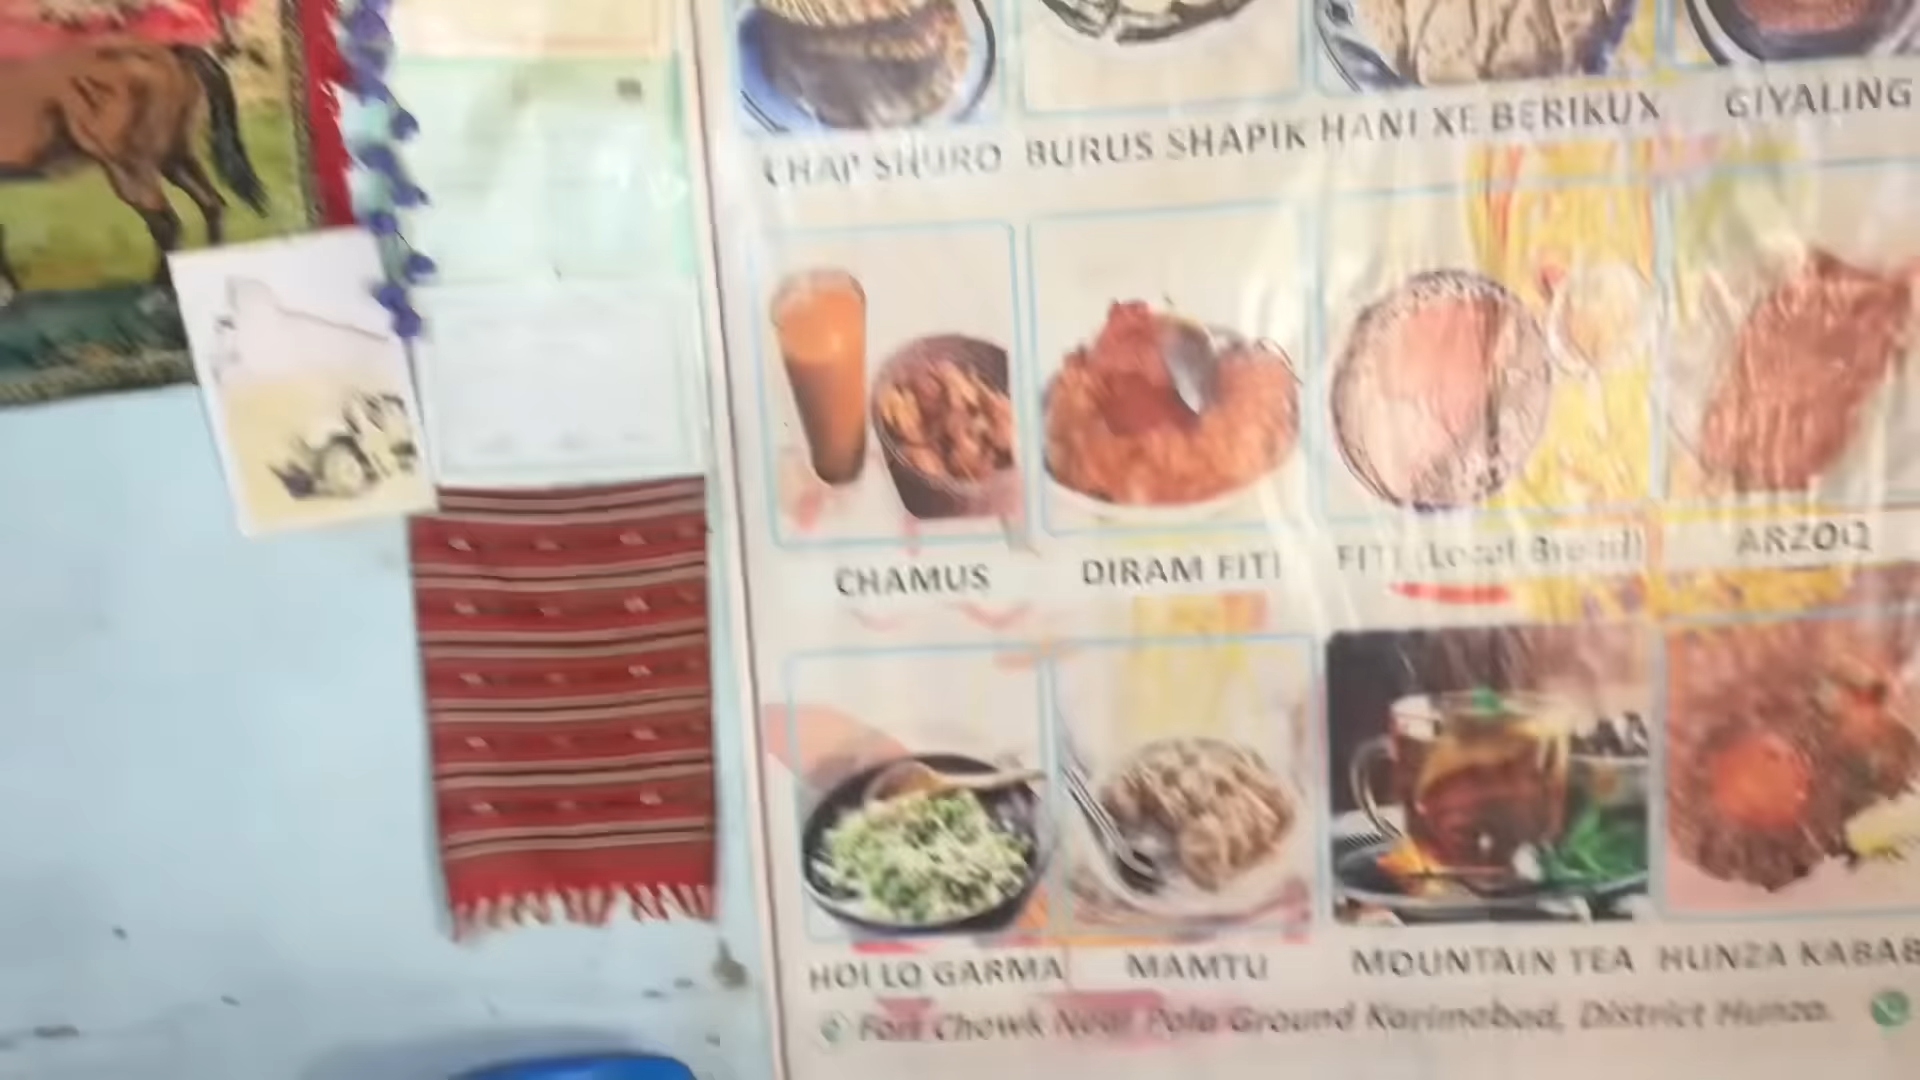 CHAP SHURO BURUS SHAPIK HANI XE BERIKUX GIYALING
CHAMUS DIRAM FITI FITI (Local Bread) ARZOQ
HOI LO GARMA MAMTU MOUNTAIN TEA HUNZA KABAB
Fort Chowk Near Polo Ground Karimabad, District Hunza.